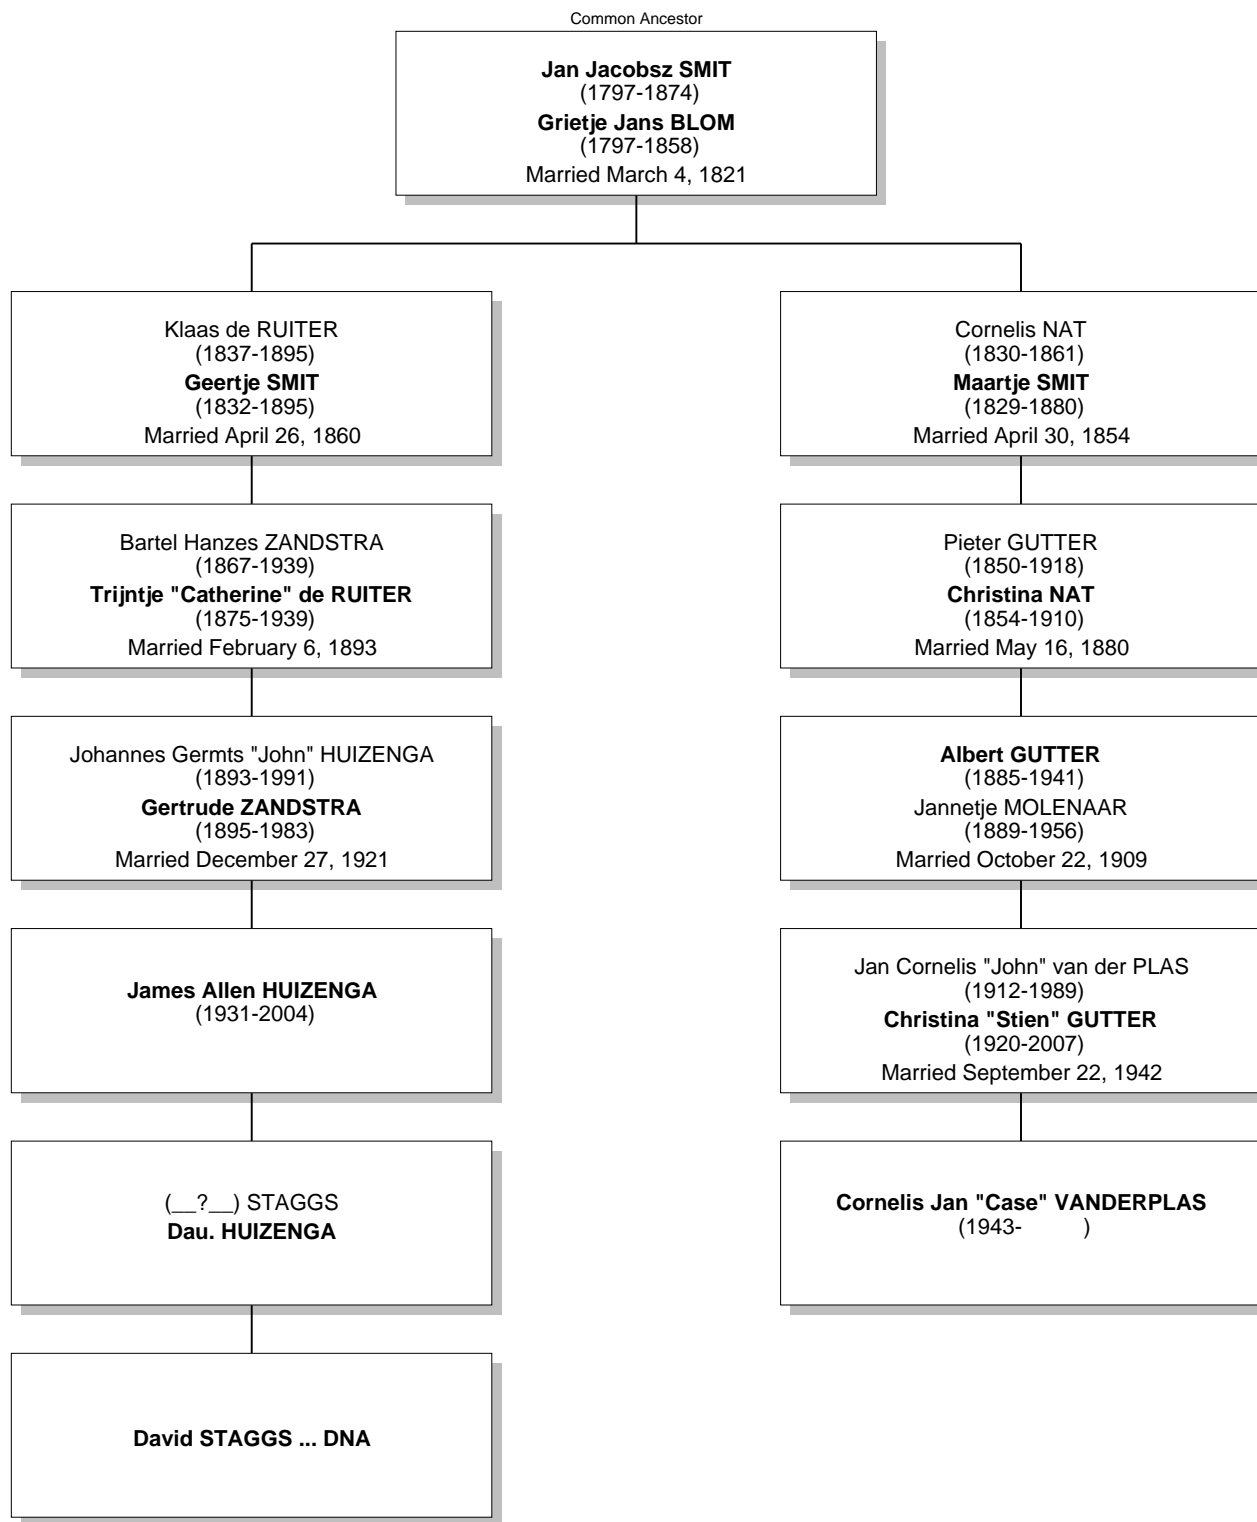 Common Ancestor
Jan Jacobsz SMIT
(1797-1874)
Grietje Jans BLOM
(1797-1858)
Married March 4, 1821
Klaas de RUITER
(1837-1895)
Geertje SMIT
(1832-1895)
Married April 26, 1860
Cornelis NAT
(1830-1861)
Maartje SMIT
(1829-1880)
Married April 30, 1854
Bartel Hanzes ZANDSTRA
(1867-1939)
Trijntje "Catherine" de RUITER
(1875-1939)
Married February 6, 1893
Pieter GUTTER
(1850-1918)
Christina NAT
(1854-1910)
Married May 16, 1880
Johannes Germts "John" HUIZENGA
(1893-1991)
Gertrude ZANDSTRA
(1895-1983)
Married December 27, 1921
Albert GUTTER
(1885-1941)
Jannetje MOLENAAR
(1889-1956)
Married October 22, 1909
James Allen HUIZENGA
(1931-2004)
Jan Cornelis "John" van der PLAS
(1912-1989)
Christina "Stien" GUTTER
(1920-2007)
Married September 22, 1942
(__?__) STAGGS
Dau. HUIZENGA
Cornelis Jan "Case" VANDERPLAS
(1943- )
David STAGGS ... DNA